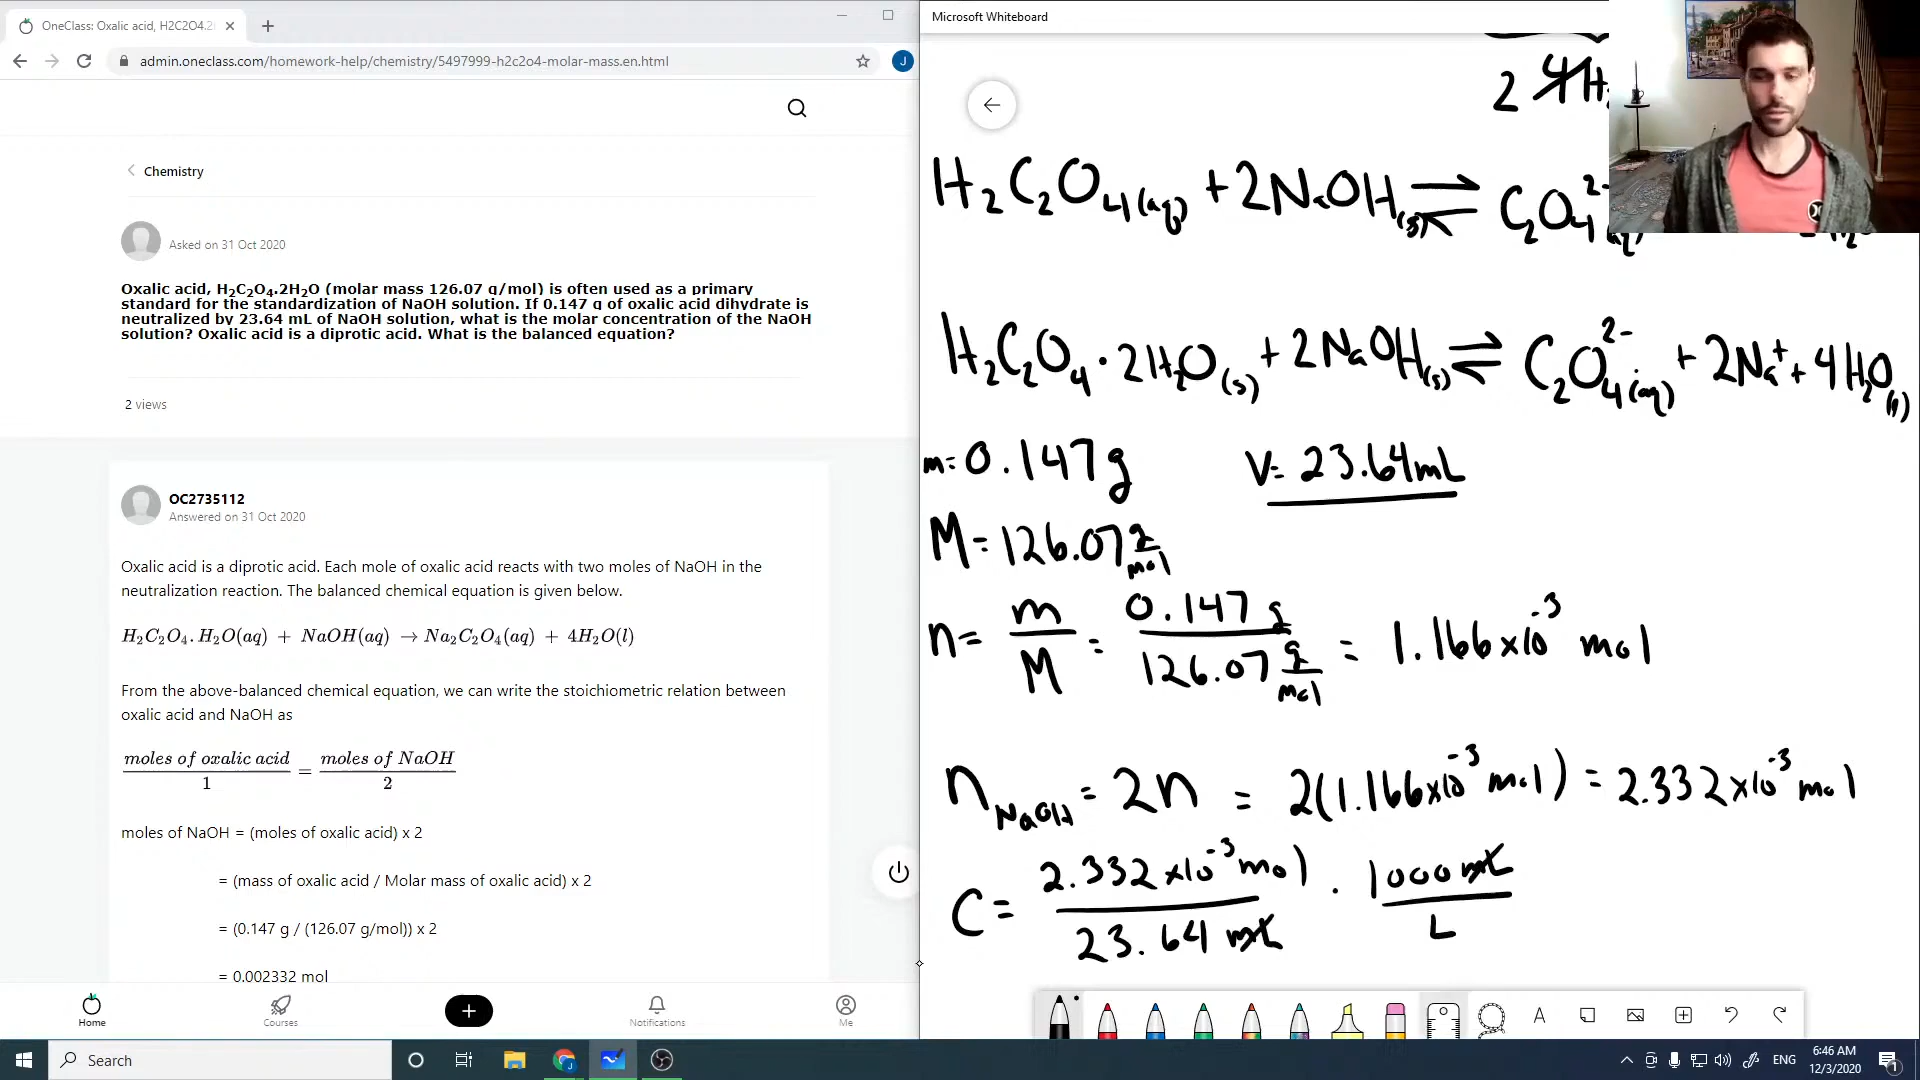 OneClass: Oxalic acid, H2C2O4.2
admin.oneclass.com/homework-help/chemistry/5497999-h2c2o4-molar-mass.en.html
J
Chemistry
Asked on 31 Oct 2020
Oxalic acid, H₂C₂O₄.2H₂O (molar mass 126.07 g/mol) is often used as a primary
standard for the standardization of NaOH solution. If 0.147 g of oxalic acid dihydrate is
neutralized by 23.64 mL of NaOH solution, what is the molar concentration of the NaOH
solution? Oxalic acid is a diprotic acid. What is the balanced equation?
2 views
OC2735112
Answered on 31 Oct 2020
Oxalic acid is a diprotic acid. Each mole of oxalic acid reacts with two moles of NaOH in the
neutralization reaction. The balanced chemical equation is given below.
H₂C₂O₄.H₂O(aq) + NaOH(aq) → Na₂C₂O₄(aq) + 4H₂O(l)
From the above-balanced chemical equation, we can write the stoichiometric relation between
oxalic acid and NaOH as
moles of oxalic acid / 1 = moles of NaOH / 2
moles of NaOH = (moles of oxalic acid) x 2
= (mass of oxalic acid / Molar mass of oxalic acid) x 2
= (0.147 g / (126.07 g/mol)) x 2
= 0.002332 mol
Home
Courses
Notifications
Me
Microsoft Whiteboard
2 4H₂
H₂C₂O₄(aq) + 2NaOH(s) ⇌ C₂O₄²⁻(aq)
H₂C₂O₄ · 2H₂O(s) + 2NaOH(s) ⇌ C₂O₄²⁻(aq) + 2Na⁺ + 4H₂O(l)
m = 0.147g V = 23.64mL
M = 126.07 g/mol
n = m/M = 0.147 g / 126.07 g/mol = 1.166x10⁻³ mol
nNaOH = 2n = 2(1.166x10⁻³ mol) = 2.332x10⁻³ mol
C = 2.332x10⁻³ mol / 23.64 mL · 1000 mL / L
Search
ENG
6:46 AM
12/3/2020
1